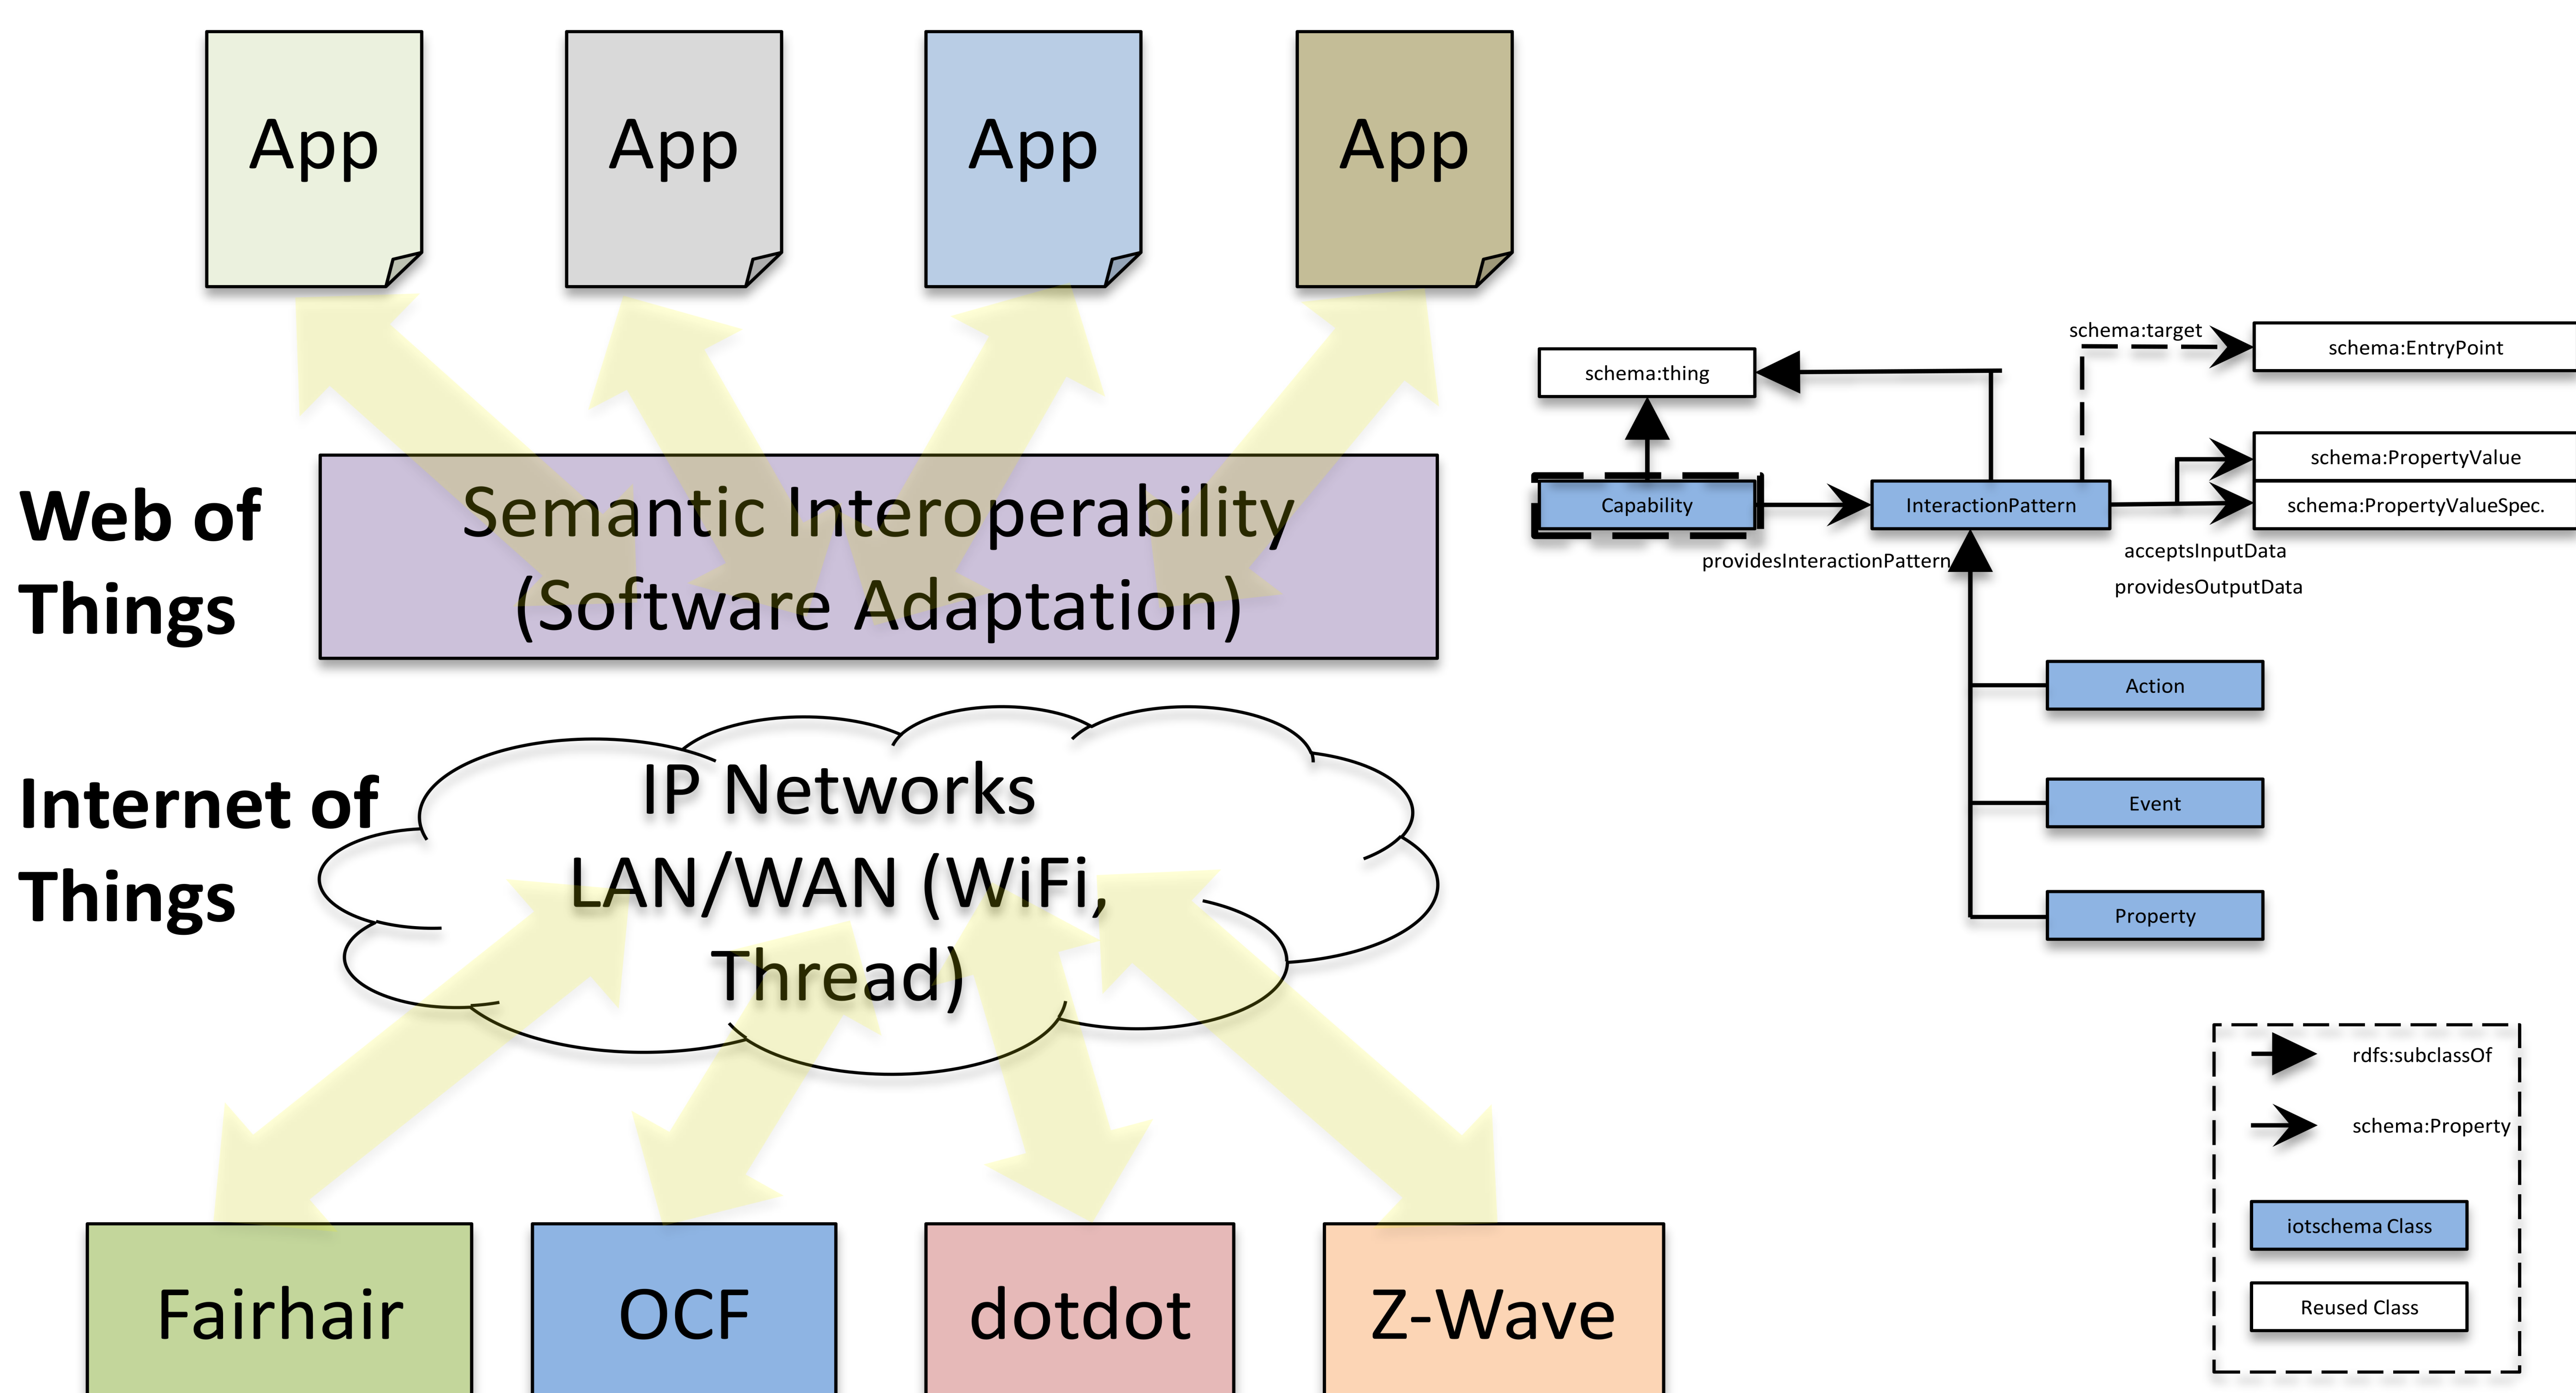 App
App
App
App
Web of
Things
Semantic Interoperability
(Software Adaptation)
Internet of
Things
IP Networks
LAN/WAN (WiFi,
Thread)
Fairhair
OCF
dotdot
Z-Wave
schema:target
schema:EntryPoint
schema:thing
schema:PropertyValue
Capability
InteractionPattern
schema:PropertyValueSpec.
providesInteractionPattern
acceptsInputData
providesOutputData
Action
Event
Property
rdfs:subclassOf
schema:Property
iotschema Class
Reused Class